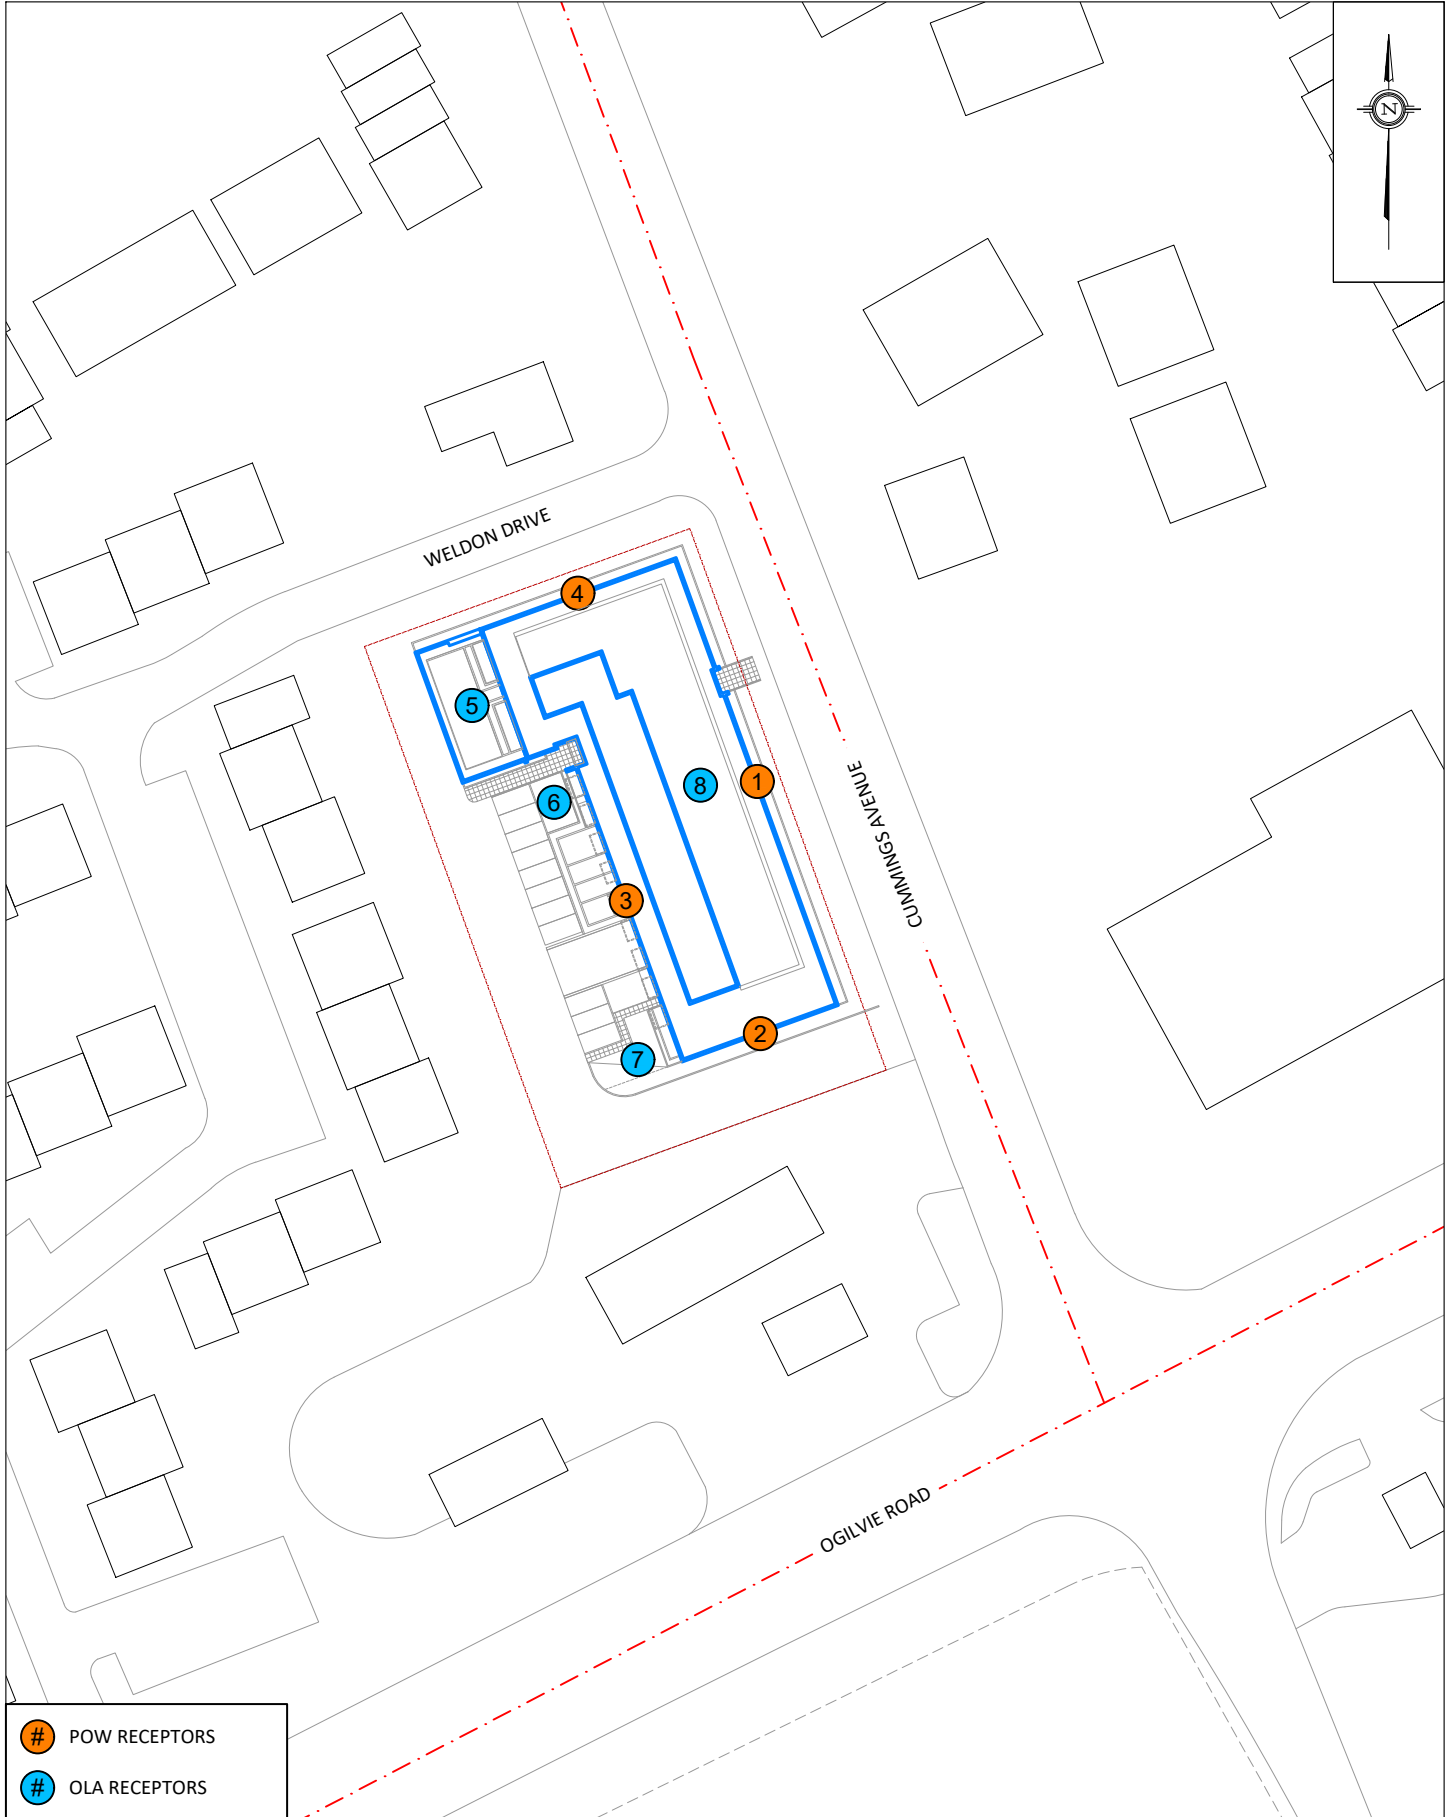 N
WELDON DRIVE
4
5
CUMMINGS AVENUE
1
8
6
3
2
7
OGILVIE ROAD
# POW RECEPTORS
# OLA RECEPTORS